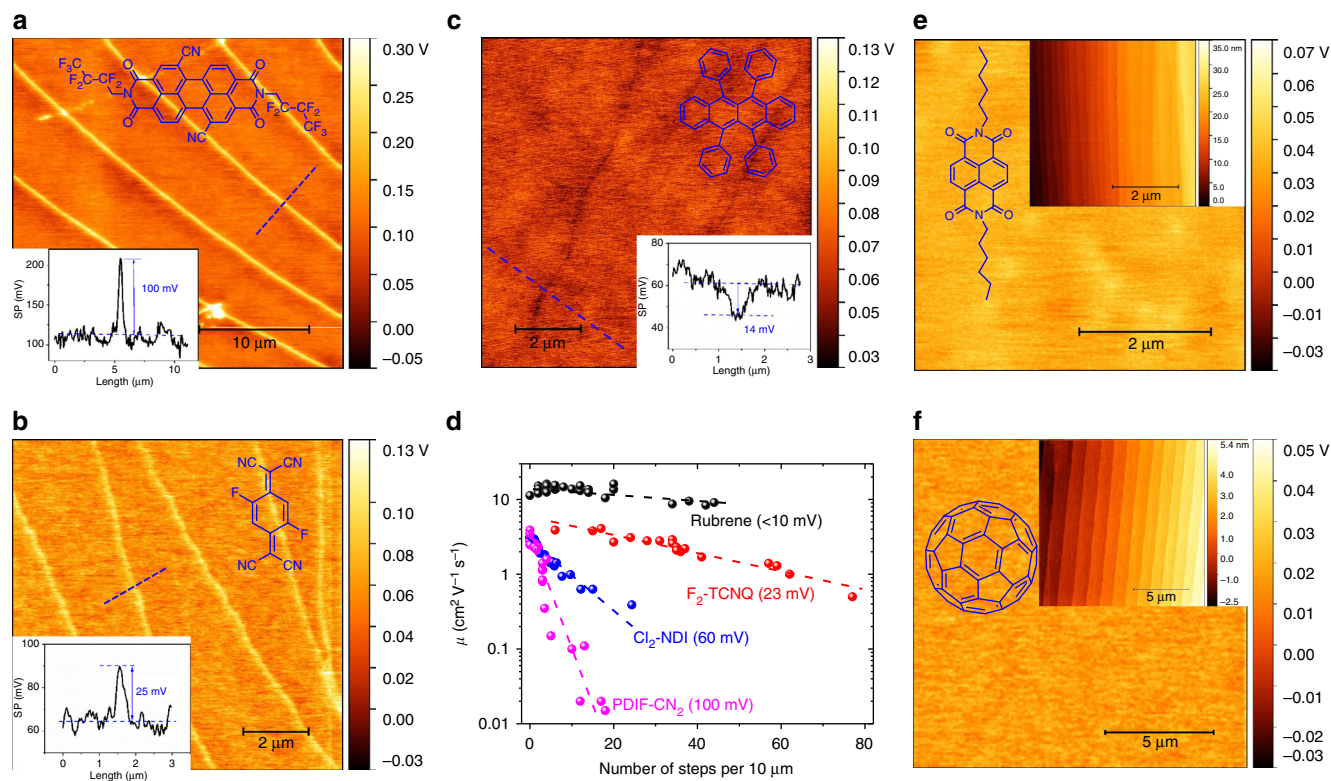 a
0.30 V
0.25
0.20
0.15
0.10
0.05
0.00
−0.05
CN
O
O
F3C
F2C–CF2
N
N
F2C–CF2
CF3
O
O
NC
10 μm
SP (mV)
200
150
100
100 mV
0
5
10
Length (μm)
b
0.13 V
0.12
0.10
0.08
0.06
0.04
0.02
0.00
−0.03
NC
CN
F
F
NC
CN
2 μm
SP (mV)
100
80
60
25 mV
0
1
2
3
Length (μm)
c
0.13 V
0.12
0.11
0.10
0.09
0.08
0.07
0.06
0.05
0.03
2 μm
SP (mV)
80
60
40
14 mV
0
1
2
3
Length (μm)
d
μ (cm2 V−1 s−1)
10
1
0.1
0.01
Rubrene (<10 mV)
F2-TCNQ (23 mV)
Cl2-NDI (60 mV)
PDIF-CN2 (100 mV)
0
20
40
60
80
Number of steps per 10 μm
e
0.07 V
0.06
0.05
0.04
0.03
0.02
0.01
0.00
−0.01
−0.03
O
N
O
O
N
O
35.0 nm
30.0
25.0
20.0
15.0
10.0
5.0
0.0
2 μm
2 μm
f
0.05 V
0.03
0.02
0.01
0.00
−0.01
−0.02
−0.03
5.4 nm
4.0
3.0
2.0
1.0
0.0
−1.0
−2.5
5 μm
5 μm